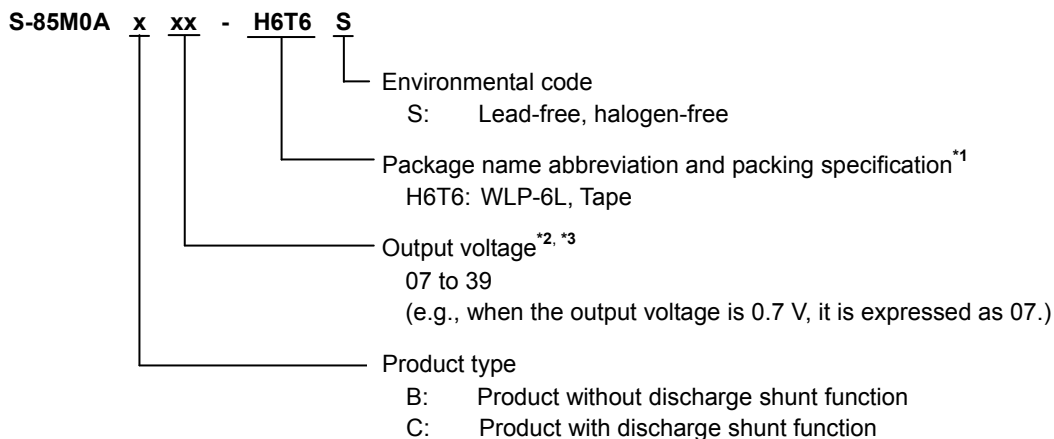 S-85M0A x xx - H6T6 S
Environmental code
S: Lead-free, halogen-free
Package name abbreviation and packing specification*1
H6T6: WLP-6L, Tape
Output voltage*2, *3
07 to 39
(e.g., when the output voltage is 0.7 V, it is expressed as 07.)
Product type
B: Product without discharge shunt function
C: Product with discharge shunt function